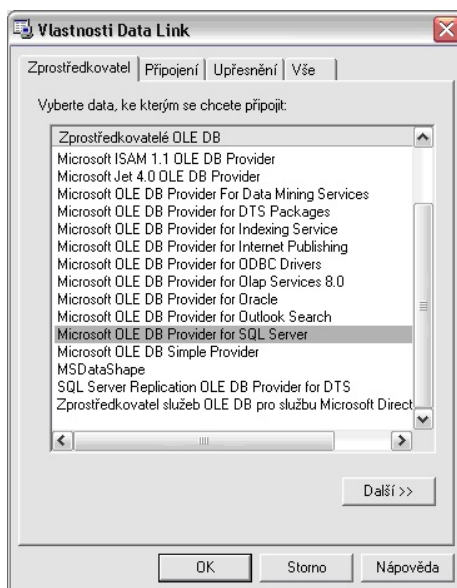 Vlastnosti Data Link
Zprostředkovatel Připojení Upřesnění Vše
Vyberte data, ke kterým se chcete připojit:
Zprostředkovatelé OLE DB
Microsoft ISAM 1.1 OLE DB Provider
Microsoft Jet 4.0 OLE DB Provider
Microsoft OLE DB Provider For Data Mining Services
Microsoft OLE DB Provider for DTS Packages
Microsoft OLE DB Provider for Indexing Service
Microsoft OLE DB Provider for Internet Publishing
Microsoft OLE DB Provider for ODBC Drivers
Microsoft OLE DB Provider for Olap Services 8.0
Microsoft OLE DB Provider for Oracle
Microsoft OLE DB Provider for Outlook Search
Microsoft OLE DB Provider for SQL Server
Microsoft OLE DB Simple Provider
MSDataShape
SQL Server Replication OLE DB Provider for DTS
Zprostředkovatel služeb OLE DB pro službu Microsoft Direct
Další >>
OK Storno Nápověda